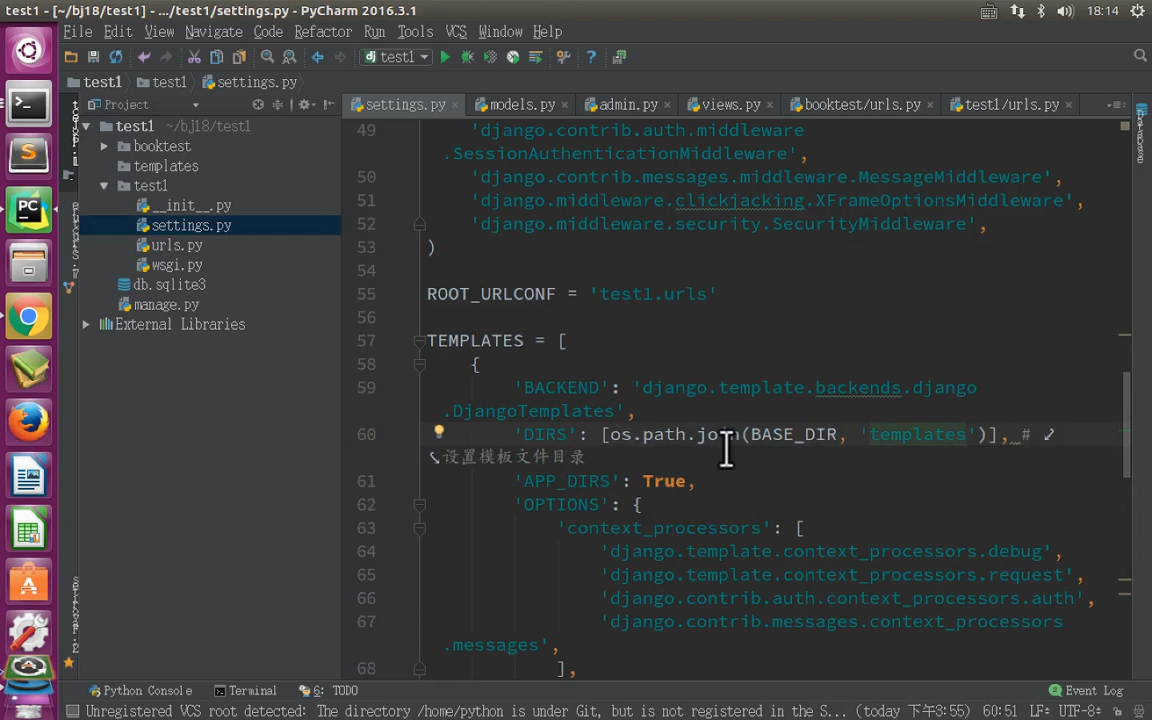 test1 - [~/bj18/test1] - .../test1/settings.py - PyCharm 2016.3.1
18:14
File Edit View Navigate Code Refactor Run Tools VCS Window Help
dj test1
test1 test1 settings.py
Project
settings.py models.py admin.py views.py booktest/urls.py test1/urls.py
test1 ~/bj18/test1
booktest
templates
test1
__init__.py
settings.py
urls.py
wsgi.py
db.sqlite3
manage.py
External Libraries
49 'django.contrib.auth.middleware
.SessionAuthenticationMiddleware',
50 'django.contrib.messages.middleware.MessageMiddleware',
51 'django.middleware.clickjacking.XFrameOptionsMiddleware',
52 'django.middleware.security.SecurityMiddleware',
53 )
54
55 ROOT_URLCONF = 'test1.urls'
56
57 TEMPLATES = [
58 {
59 'BACKEND': 'django.template.backends.django
.DjangoTemplates',
60 'DIRS': [os.path.join(BASE_DIR, 'templates')], #
设置模板文件目录
61 'APP_DIRS': True,
62 'OPTIONS': {
63 'context_processors': [
64 'django.template.context_processors.debug',
65 'django.template.context_processors.request',
66 'django.contrib.auth.context_processors.auth',
67 'django.contrib.messages.context_processors
.messages',
68 ],
Python Console Terminal 6: TODO Event Log
Unregistered VCS root detected: The directory /home/python is under Git, but is not registered in the S... (today 下午3:55) 60:51 LF÷ UTF-8÷